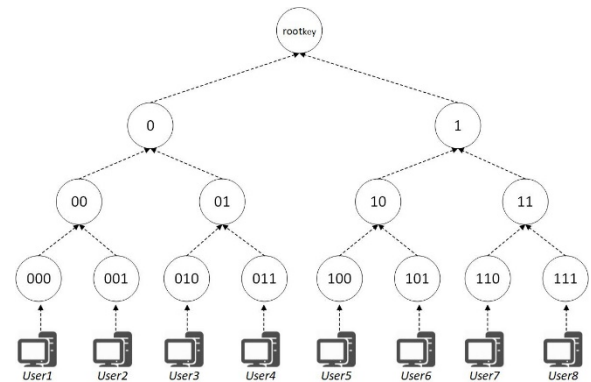 rootkey
0 1
00 01 10 11
000 001 010 011 100 101 110 111
User1 User2 User3 User4 User5 User6 User7 User8